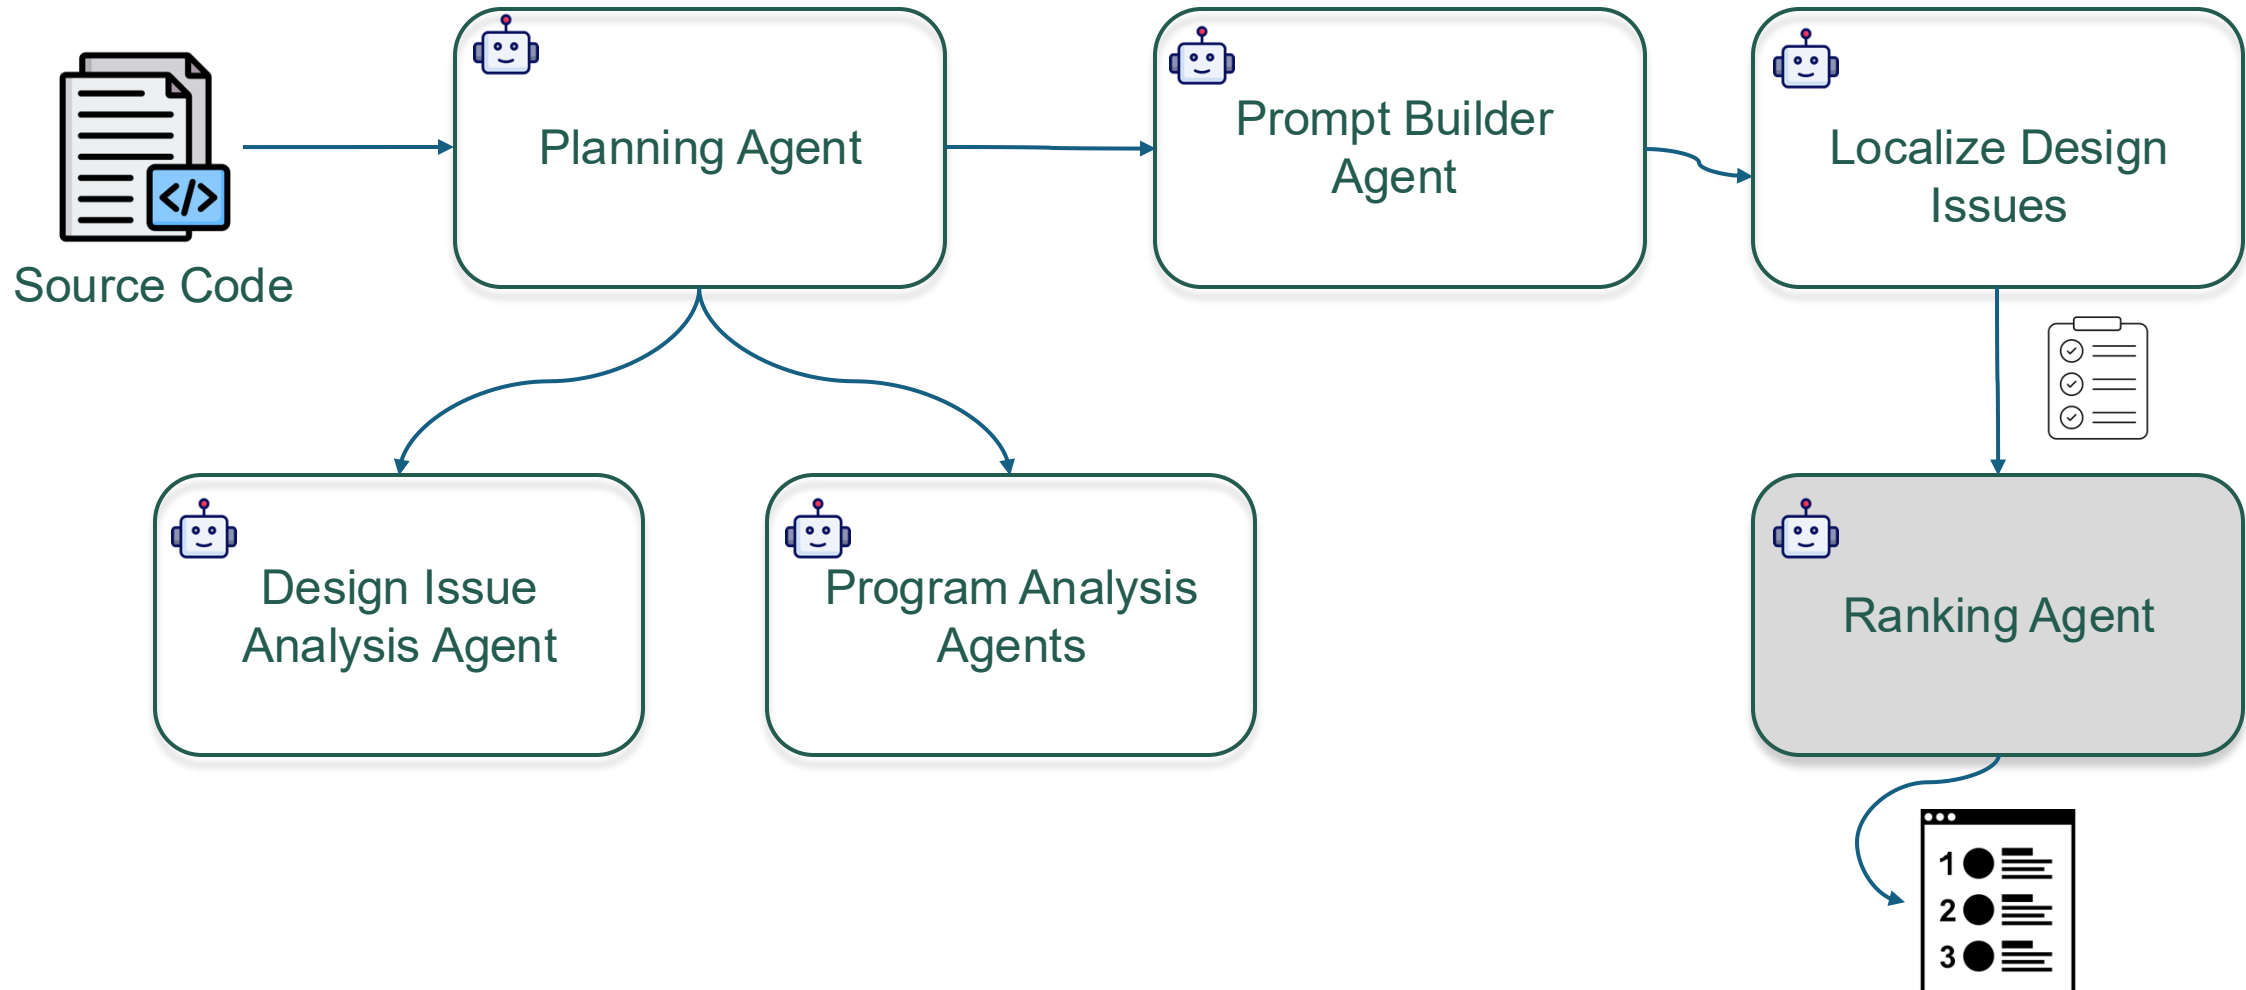 Source Code
Planning Agent
Prompt Builder
Agent
Localize Design
Issues
Design Issue
Analysis Agent
Program Analysis
Agents
Ranking Agent
</>
1
2
3